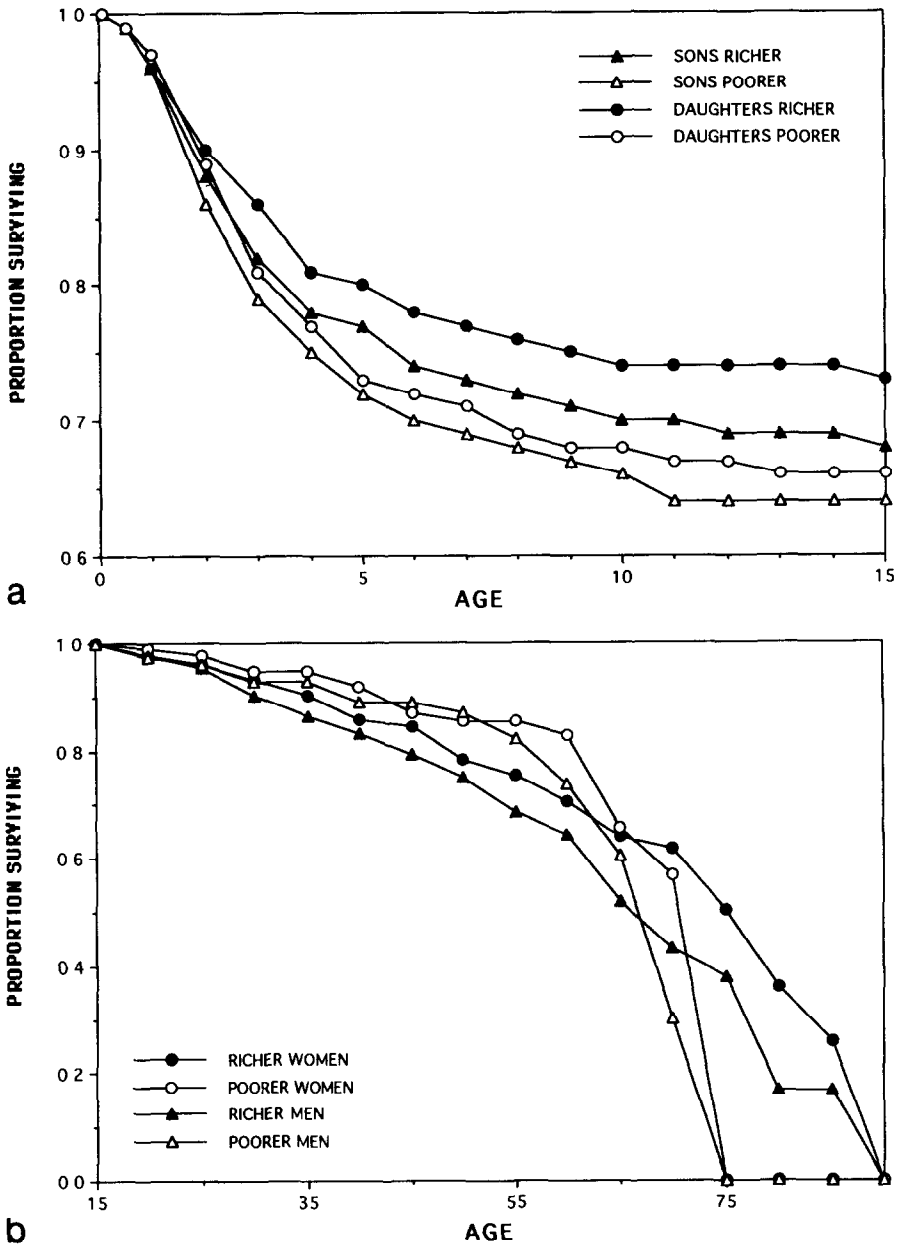 1 0
SONS RICHER
SONS POORER
DAUGHTERS RICHER
DAUGHTERS POORER
0 9
0 8
0 7
0 6
PROPORTION SURVIVING
0
5
10
15
AGE
a
1 0
0 8
0 6
0 4
0 2
0 0
PROPORTION SURVIVING
RICHER WOMEN
POORER WOMEN
RICHER MEN
POORER MEN
15
35
55
75
AGE
b